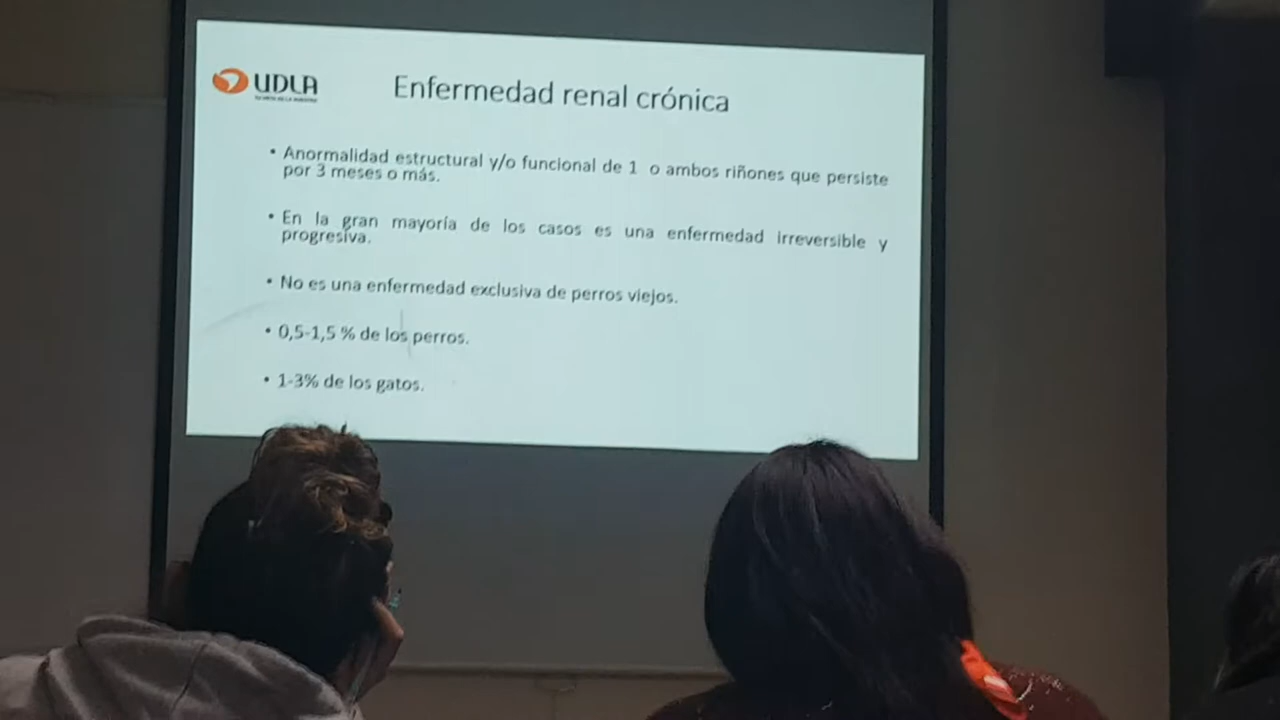 UDLA
Enfermedad renal crónica
• Anormalidad estructural y/o funcional de 1 o ambos riñones que persiste
por 3 meses o más.
• En la gran mayoría de los casos es una enfermedad irreversible y
progresiva.
• No es una enfermedad exclusiva de perros viejos.
• 0,5-1,5 % de los perros.
• 1-3% de los gatos.